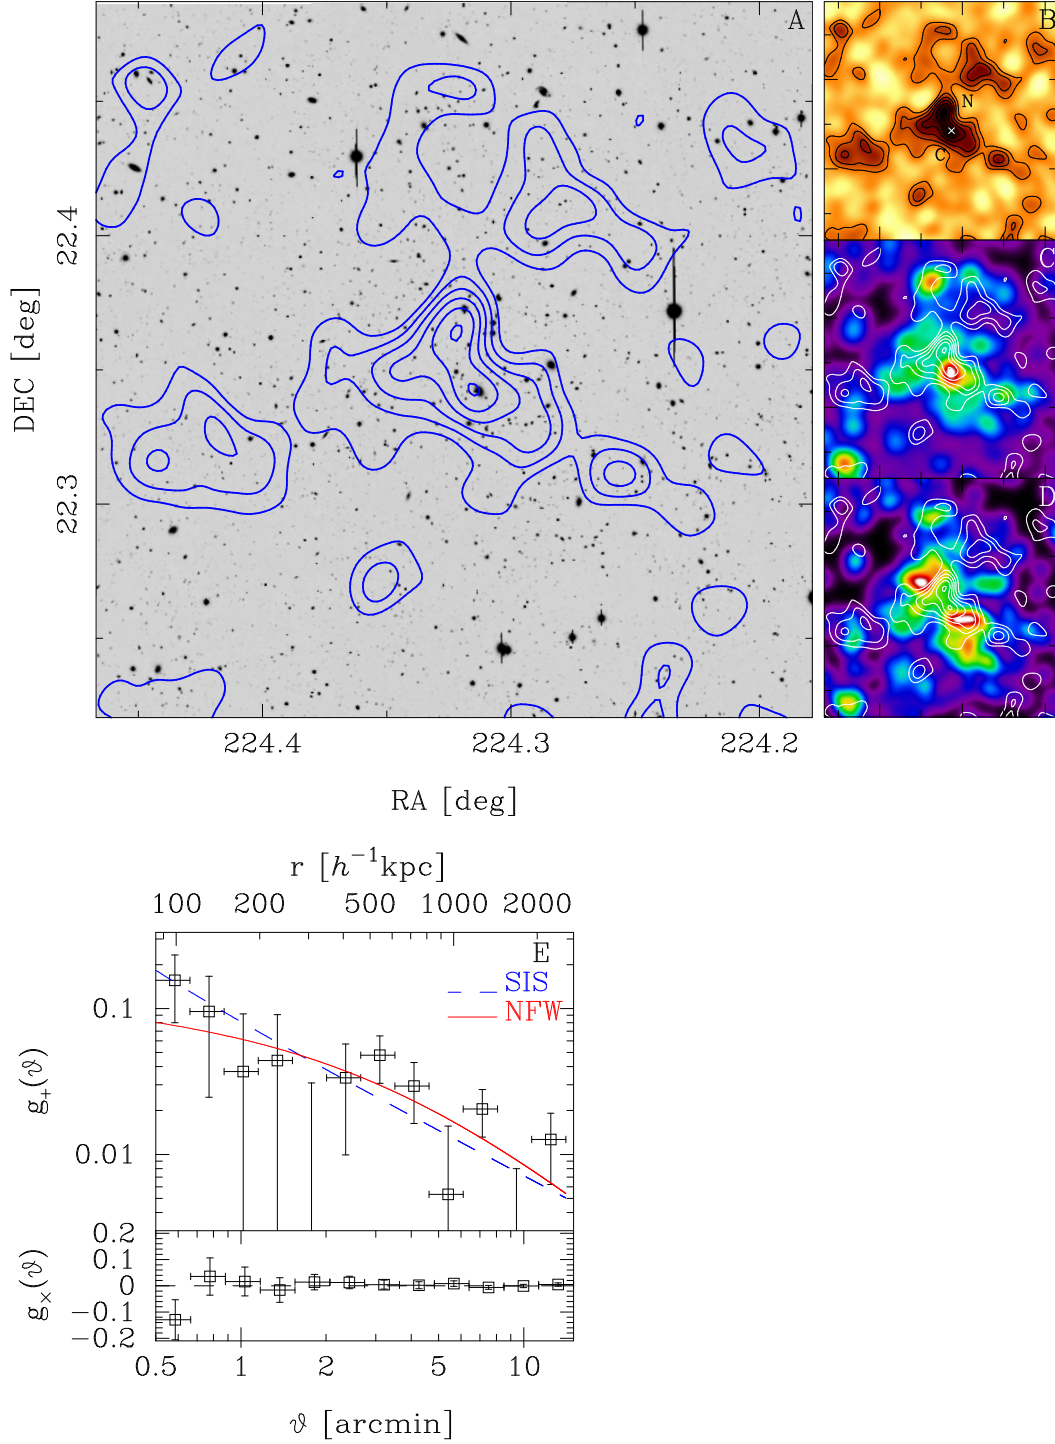 A
B
N
C
C
D
22.4
22.3
DEC [deg]
224.4 224.3 224.2
RA [deg]
r [h⁻¹kpc]
100 200 500 1000 2000
E
SIS
NFW
0.1
0.01
g₊(ϑ)
0.2
0.1
0
−0.1
−0.2
g×(ϑ)
0.5 1 2 5 10
ϑ [arcmin]